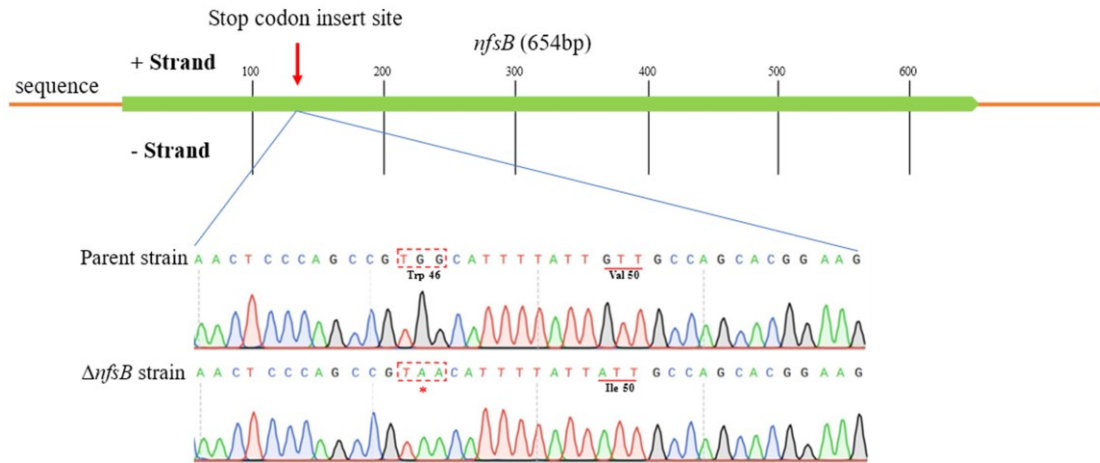 Stop codon insert site
nfsB (654bp)
+ Strand
100 200 300 400 500 600
sequence
- Strand
Parent strain A A C T C C C A G C C G T G G C A T T T T A T T G T T G C C A G C A C G G A A G
Trp 46 Val 50
ΔnfsB strain A A C T C C C A G C C G T A A C A T T T T A T T A T T G C C A G C A C G G A A G
* Ile 50